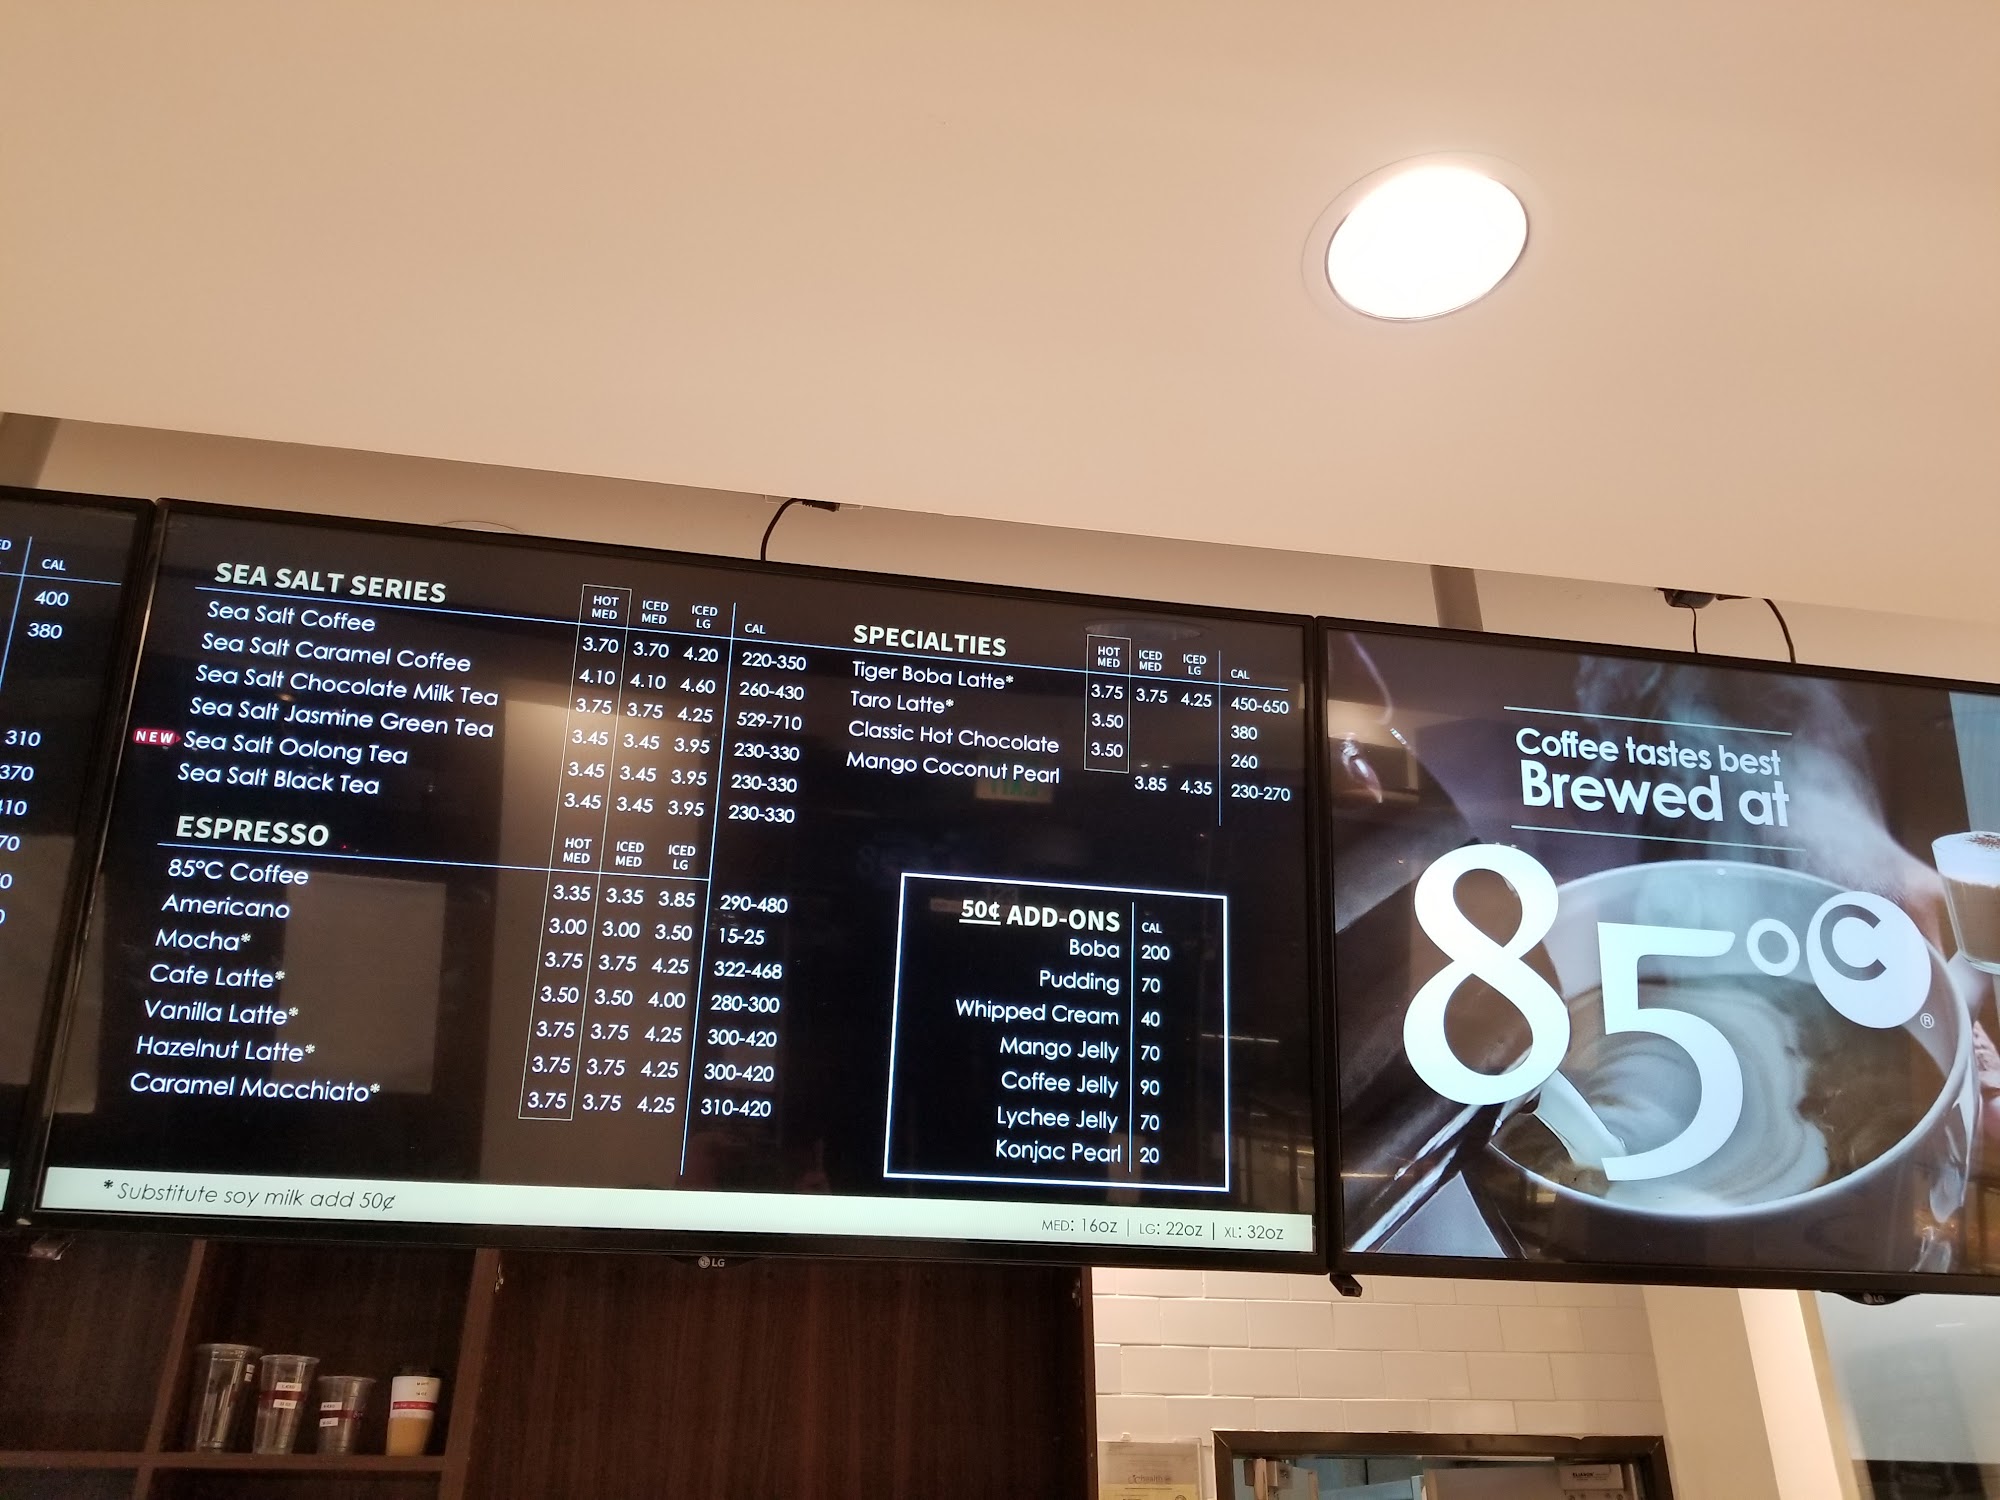 ED CAL
400
380
310
370
410
70
0
SEA SALT SERIES HOT MED ICED MED ICED LG CAL
Sea Salt Coffee 3.70 3.70 4.20 220-350
Sea Salt Caramel Coffee 4.10 4.10 4.60 260-430
Sea Salt Chocolate Milk Tea 3.75 3.75 4.25 529-710
Sea Salt Jasmine Green Tea 3.45 3.45 3.95 230-330
NEW Sea Salt Oolong Tea 3.45 3.45 3.95 230-330
Sea Salt Black Tea 3.45 3.45 3.95 230-330
ESPRESSO HOT MED ICED MED ICED LG
85°C Coffee 3.35 3.35 3.85 290-480
Americano 3.00 3.00 3.50 15-25
Mocha* 3.75 3.75 4.25 322-468
Cafe Latte* 3.50 3.50 4.00 280-300
Vanilla Latte* 3.75 3.75 4.25 300-420
Hazelnut Latte* 3.75 3.75 4.25 300-420
Caramel Macchiato* 3.75 3.75 4.25 310-420
SPECIALTIES HOT MED ICED MED ICED LG CAL
Tiger Boba Latte* 3.75 3.75 4.25 450-650
Taro Latte* 3.50 380
Classic Hot Chocolate 3.50 260
Mango Coconut Pearl 3.85 4.35 230-270
50¢ ADD-ONS CAL
Boba 200
Pudding 70
Whipped Cream 40
Mango Jelly 70
Coffee Jelly 90
Lychee Jelly 70
Konjac Pearl 20
*Substitute soy milk add 50¢
MED: 16oz | LG: 22oz | XL: 32oz
LG
Coffee tastes best
Brewed at
85°C®
LG